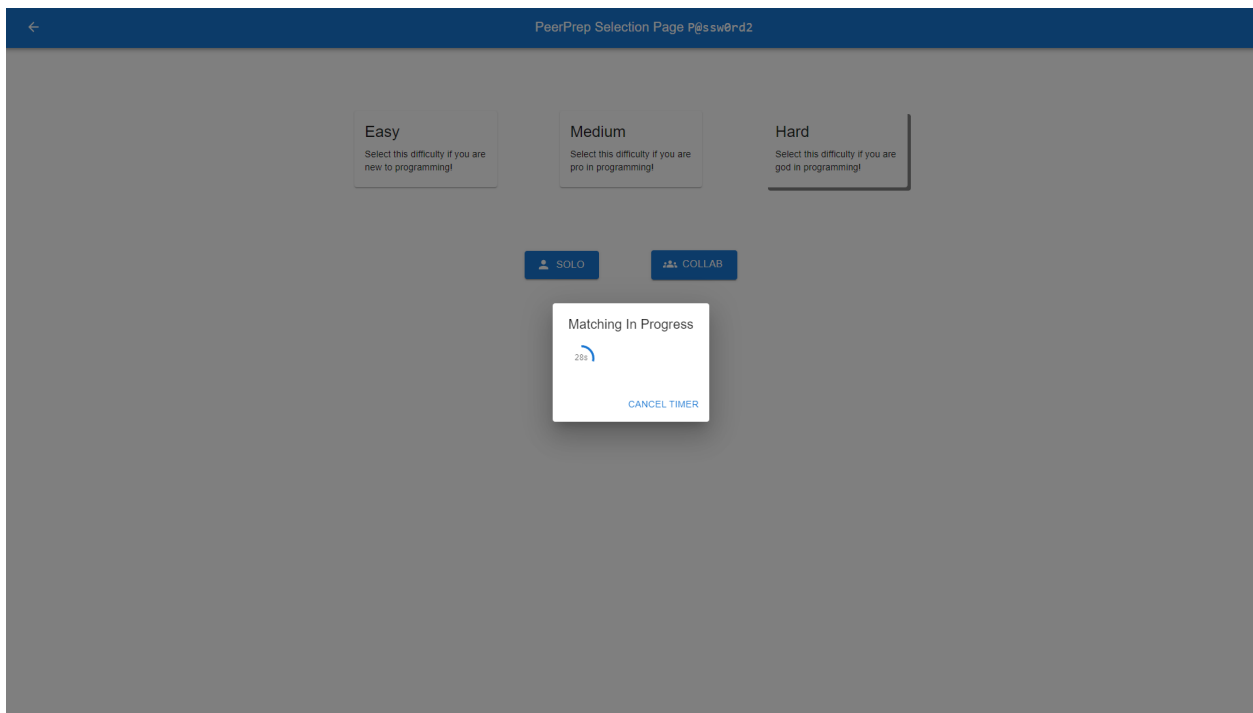 PeerPrep Selection Page P@ssw0rd2
Easy
Select this difficulty if you are
new to programming!
Medium
Select this difficulty if you are
pro in programming!
Hard
Select this difficulty if you are
god in programming!
SOLO
COLLAB
Matching In Progress
28s
CANCEL TIMER